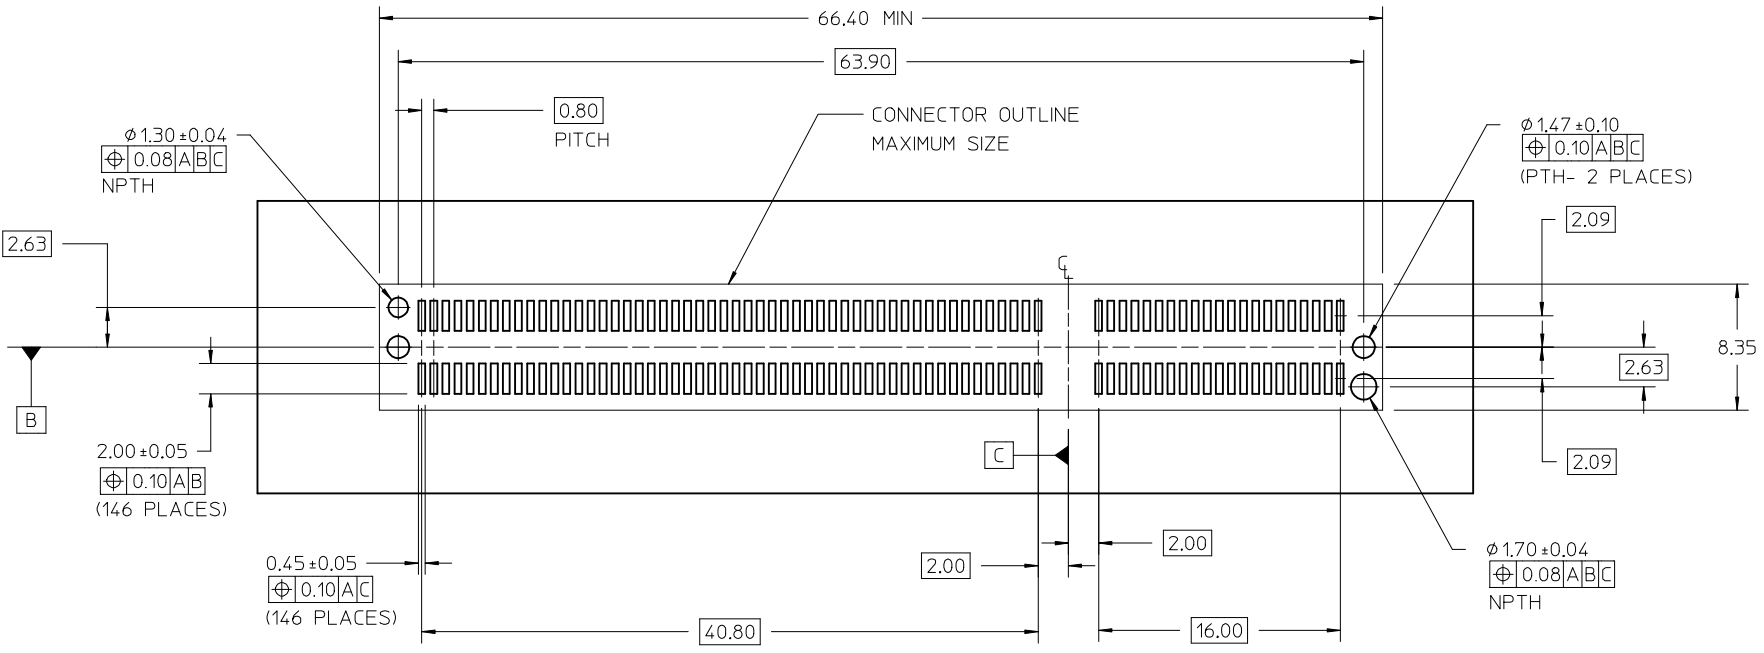 66.40 MIN
63.90
0.80
PITCH
CONNECTOR OUTLINE
MAXIMUM SIZE
⌀1.30±0.04
⌖ 0.08 A B C
NPTH
⌀1.47±0.10
⌖ 0.10 A B C
(PTH- 2 PLACES)
2.63
2.09
℄
8.35
2.63
B
C
2.00±0.05
⌖ 0.10 A B
(146 PLACES)
2.09
2.00
2.00
0.45±0.05
⌖ 0.10 A C
(146 PLACES)
⌀1.70±0.04
⌖ 0.08 A B C
NPTH
40.80
16.00